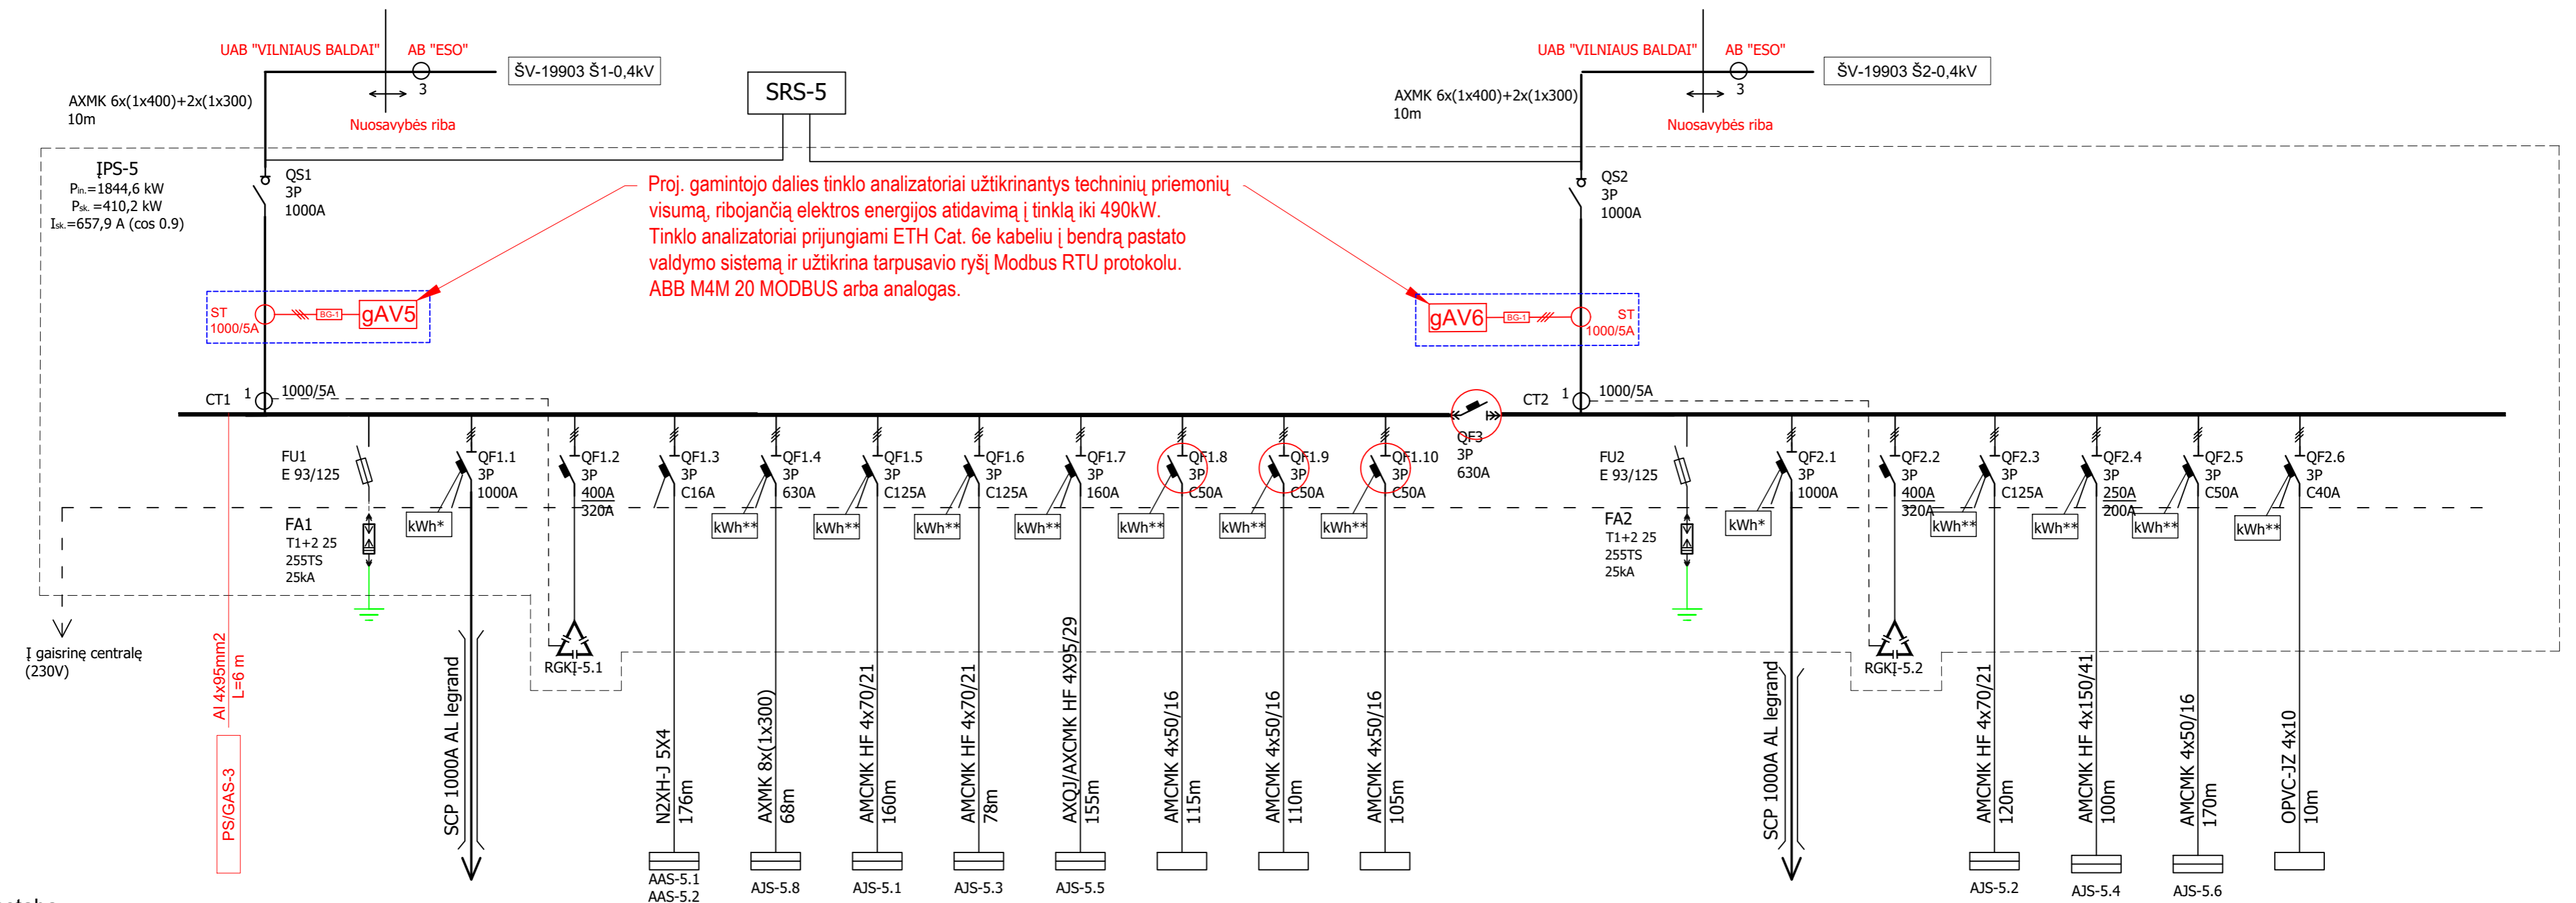 UAB "VILNIAUS BALDAI"
AB "ESO"
ŠV-19903 Š1-0,4kV
3
Nuosavybės riba
AXMK 6x(1x400)+2x(1x300)
10m
SRS-5
UAB "VILNIAUS BALDAI"
AB "ESO"
ŠV-19903 Š2-0,4kV
3
Nuosavybės riba
AXMK 6x(1x400)+2x(1x300)
10m
ĮPS-5
Pin.=1844,6 kW
Psk. =410,2 kW
Isk.=657,9 A (cos 0.9)
QS1
3P
1000A
Proj. gamintojo dalies tinklo analizatoriai užtikrinantys techninių priemonių
visumą, ribojančią elektros energijos atidavimą į tinklą iki 490kW.
Tinklo analizatoriai prijungiami ETH Cat. 6e kabeliu į bendrą pastato
valdymo sistemą ir užtikrina tarpusavio ryšį Modbus RTU protokolu.
ABB M4M 20 MODBUS arba analogas.
QS2
3P
1000A
ST
1000/5A
BG-1
gAV5
gAV6
BG-1
ST
1000/5A
CT1
1
1000/5A
CT2
1
1000/5A
FU1
E 93/125
FA1
T1+2 25
255TS
25kA
QF1.1
3P
1000A
kWh*
QF1.2
3P
400A
320A
QF1.3
3P
C16A
QF1.4
3P
630A
kWh**
QF1.5
3P
C125A
kWh**
QF1.6
3P
C125A
kWh**
QF1.7
3P
160A
kWh**
QF1.8
3P
C50A
kWh**
QF1.9
3P
C50A
kWh**
QF1.10
3P
C50A
kWh**
QF3
3P
630A
FU2
E 93/125
FA2
T1+2 25
255TS
25kA
QF2.1
3P
1000A
kWh*
QF2.2
3P
400A
320A
QF2.3
3P
C125A
kWh**
QF2.4
3P
250A
200A
kWh**
QF2.5
3P
C50A
kWh**
QF2.6
3P
C40A
kWh**
Į gaisrinę centralę
(230V)
Al 4x95mm2
L=6 m
PS/GAS-3
SCP 1000A AL legrand
RGKĮ-5.1
N2XH-J 5X4
176m
AAS-5.1
AAS-5.2
AXMK 8x(1x300)
68m
AJS-5.8
AMCMK HF 4x70/21
160m
AJS-5.1
AMCMK HF 4x70/21
78m
AJS-5.3
AXQJ/AXCMK HF 4X95/29
155m
AJS-5.5
AMCMK 4x50/16
115m
AMCMK 4x50/16
110m
AMCMK 4x50/16
105m
SCP 1000A AL legrand
RGKĮ-5.2
AMCMK HF 4x70/21
120m
AJS-5.2
AMCMK HF 4x150/41
100m
AJS-5.4
AMCMK 4x50/16
170m
AJS-5.6
OPVC-JZ 4x10
10m